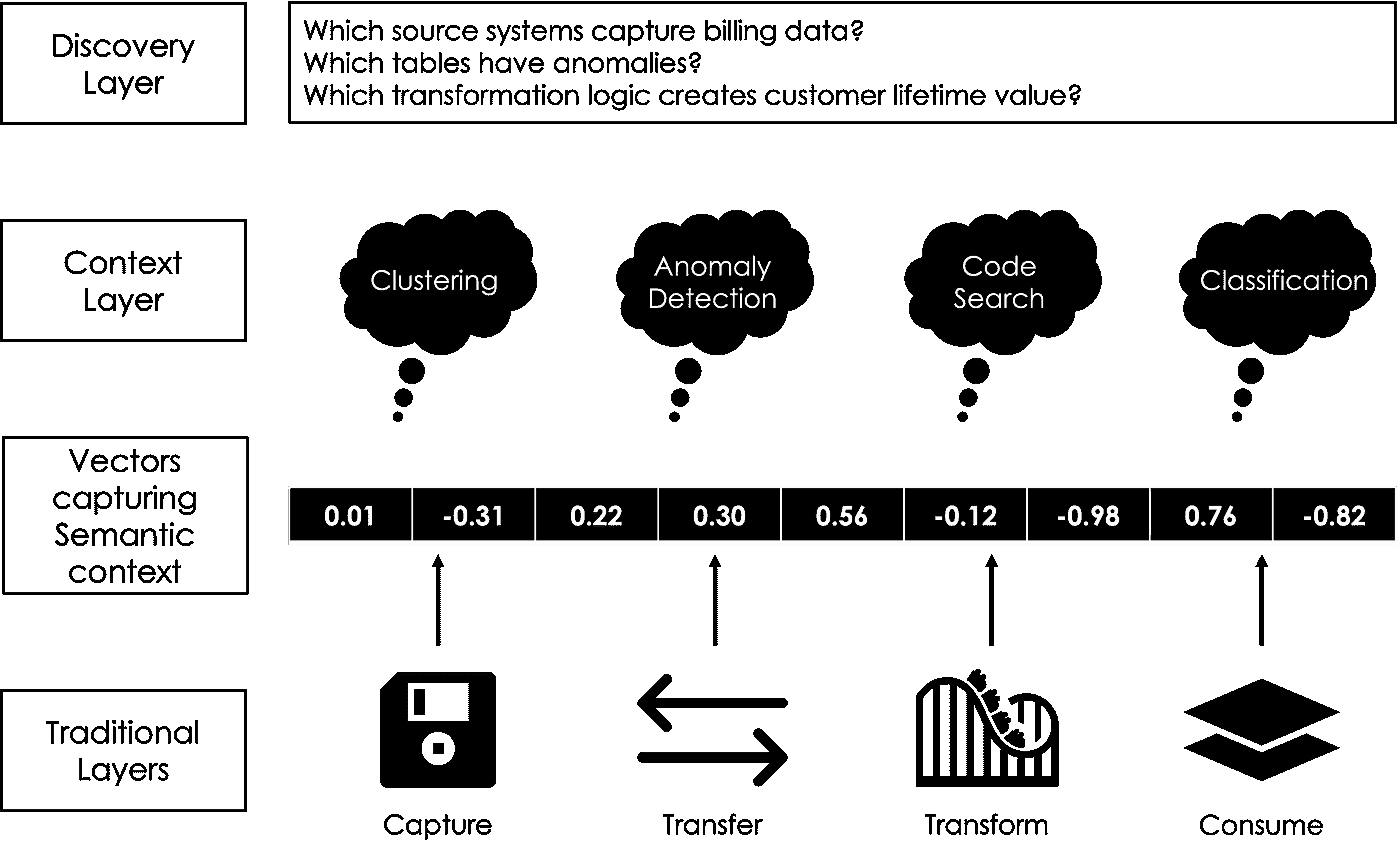 Discovery
Layer
Which source systems capture billing data?
Which tables have anomalies?
Which transformation logic creates customer lifetime value?
Context
Layer
Clustering
Anomaly
Detection
Code
Search
Classification
Vectors
capturing
Semantic
context
0.01 -0.31 0.22 0.30 0.56 -0.12 -0.98 0.76 -0.82
Traditional
Layers
Capture
Transfer
Transform
Consume